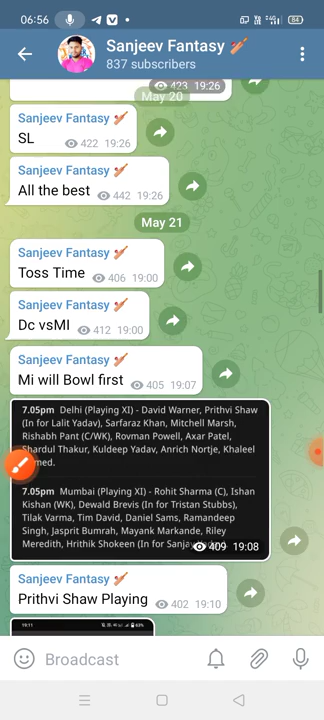 06:56
84
Sanjeev Fantasy
837 subscribers
423 19:26
May 20
Sanjeev Fantasy
SL
422 19:26
Sanjeev Fantasy
All the best
442 19:26
May 21
Sanjeev Fantasy
Toss Time
406 19:00
Dc vsMI
412 19:00
Sanjeev Fantasy
Mi will Bowl first
405 19:07
7.05pm Delhi (Playing XI) - David Warner, Prithvi Shaw
(In for Lalit Yadav), Sarfaraz Khan, Mitchell Marsh,
Rishabh Pant (C/WK), Rovman Powell, Axar Patel,
Shardul Thakur, Kuldeep Yadav, Anrich Nortje, Khaleel
7.05pm Mumbai (Playing XI) - Rohit Sharma (C), Ishan
Kishan (WK), Dewald Brevis (In for Tristan Stubbs),
Tilak Varma, Tim David, Daniel Sams, Ramandeep
Singh, Jasprit Bumrah, Mayank Markande, Riley
Meredith, Hrithik Shokeen (In for
409 19:08
Sanjeev Fantasy
Prithvi Shaw Playing
402 19:10
19:11
Broadcast